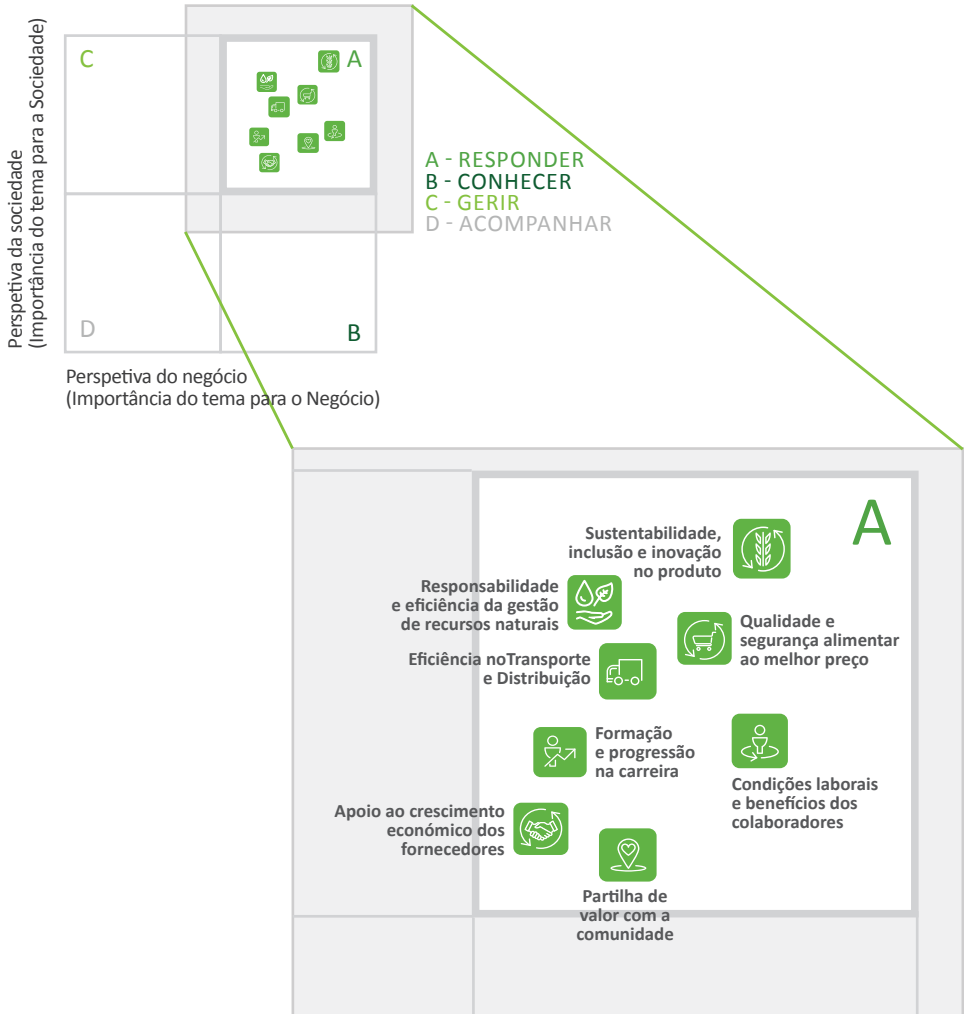 Perspetiva da sociedade
(Importância do tema para a Sociedade)
C
A
D
B
A - RESPONDER
B - CONHECER
C - GERIR
D - ACOMPANHAR
Perspetiva do negócio
(Importância do tema para o Negócio)
A
Sustentabilidade,
inclusão e inovação
no produto
Responsabilidade
e eficiência da gestão
de recursos naturais
Qualidade e
segurança alimentar
ao melhor preço
Eficiência noTransporte
e Distribuição
Formação
e progressão
na carreira
Condições laborais
e benefícios dos
colaboradores
Apoio ao crescimento
económico dos
fornecedores
Partilha de
valor com a
comunidade